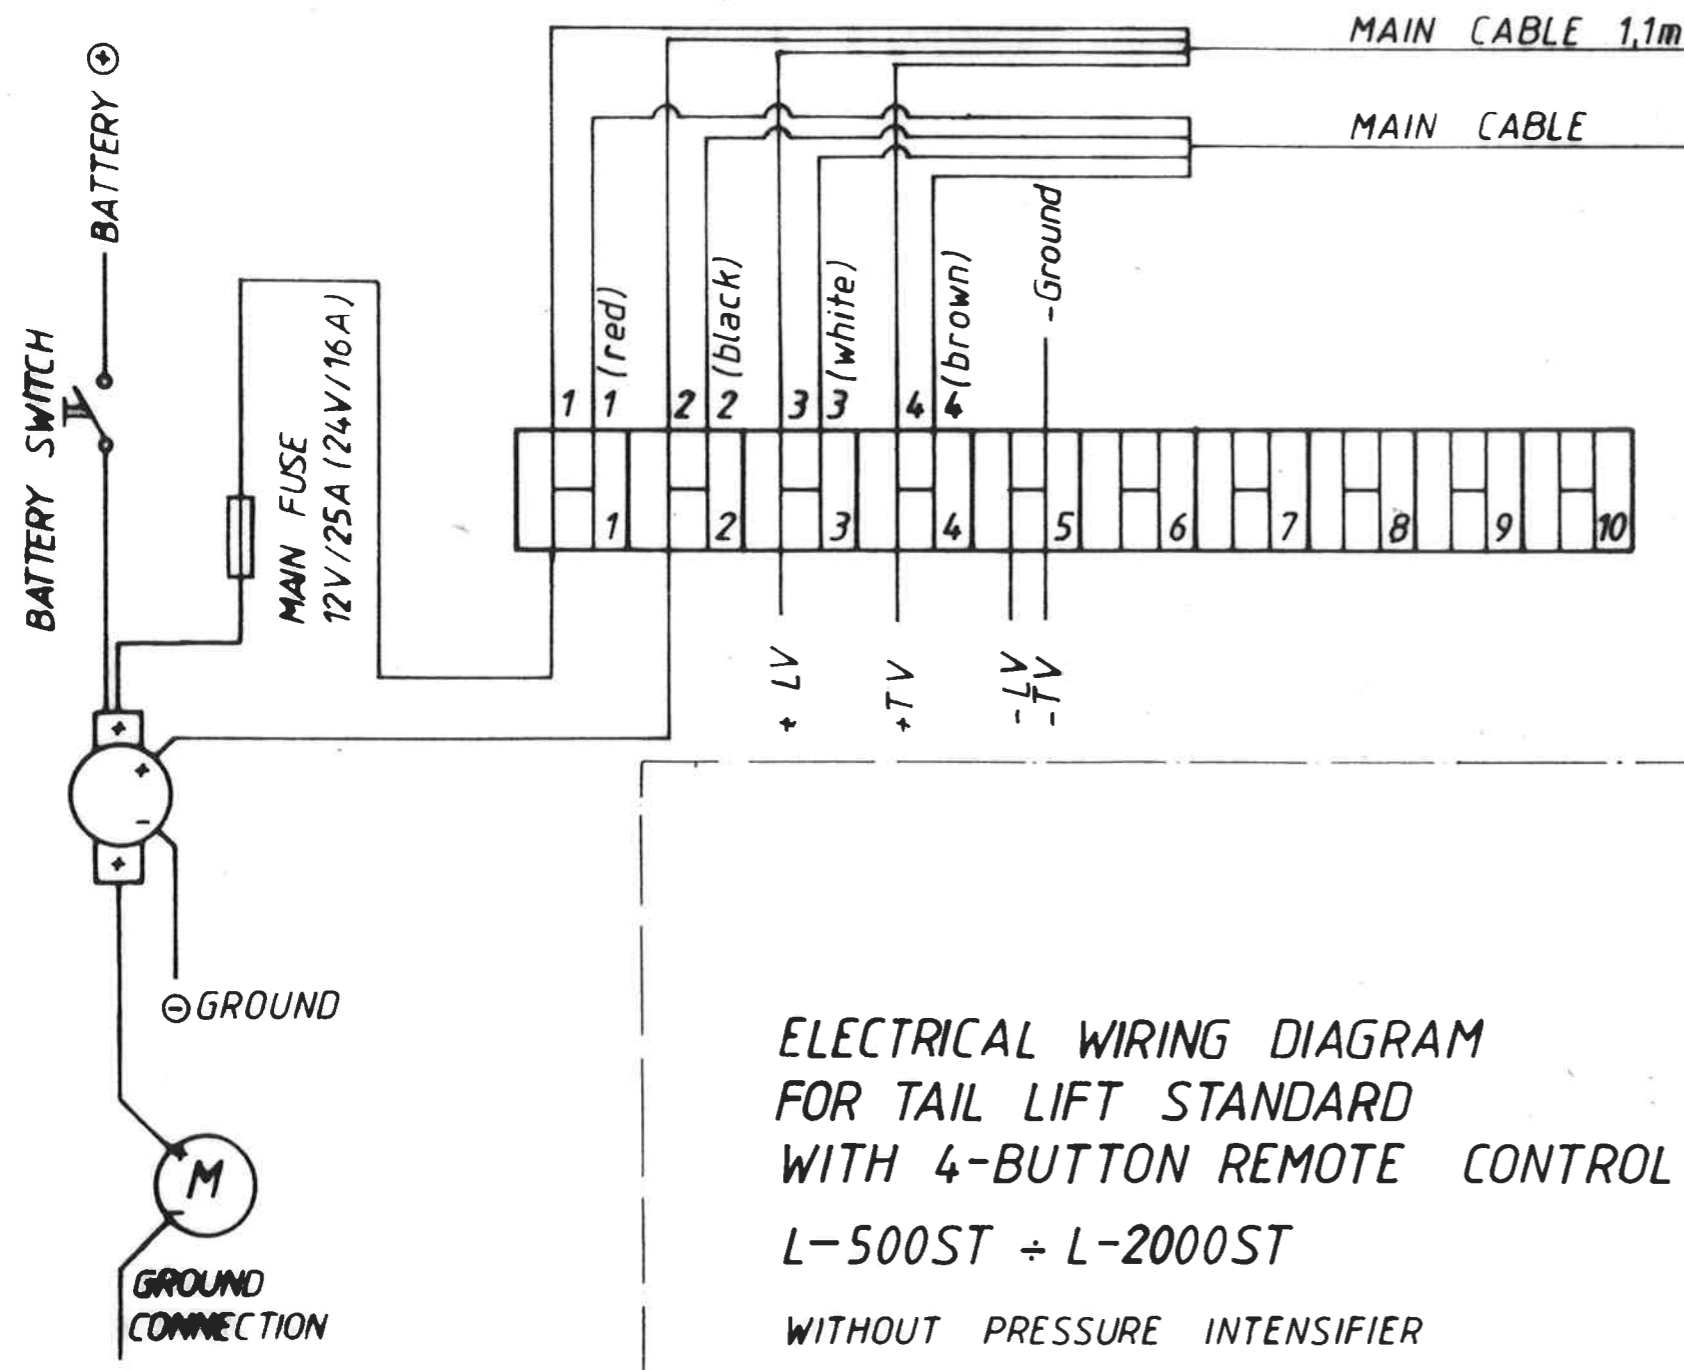 MAIN CABLE 1,1m
MAIN CABLE
BATTERY +
BATTERY SWITCH
MAIN FUSE
12V/25A (24V/16A)
1 1 (red)
2 2 (black)
3 3 (white)
4 4 (brown)
-Ground
1 2 3 4 5 6 7 8 9 10
+ LV
+TV
- LV
-TV
+
+
-
+
⊖ GROUND
M
-
GROUND
CONNECTION
ELECTRICAL WIRING DIAGRAM
FOR TAIL LIFT STANDARD
WITH 4-BUTTON REMOTE CONTROL
L-500ST ÷ L-2000ST
WITHOUT PRESSURE INTENSIFIER